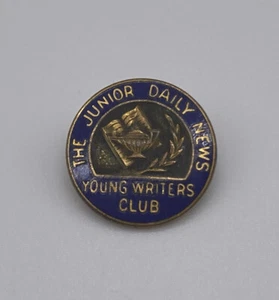 THE JUNIOR DAILY NEWS
YOUNG WRITERS
CLUB